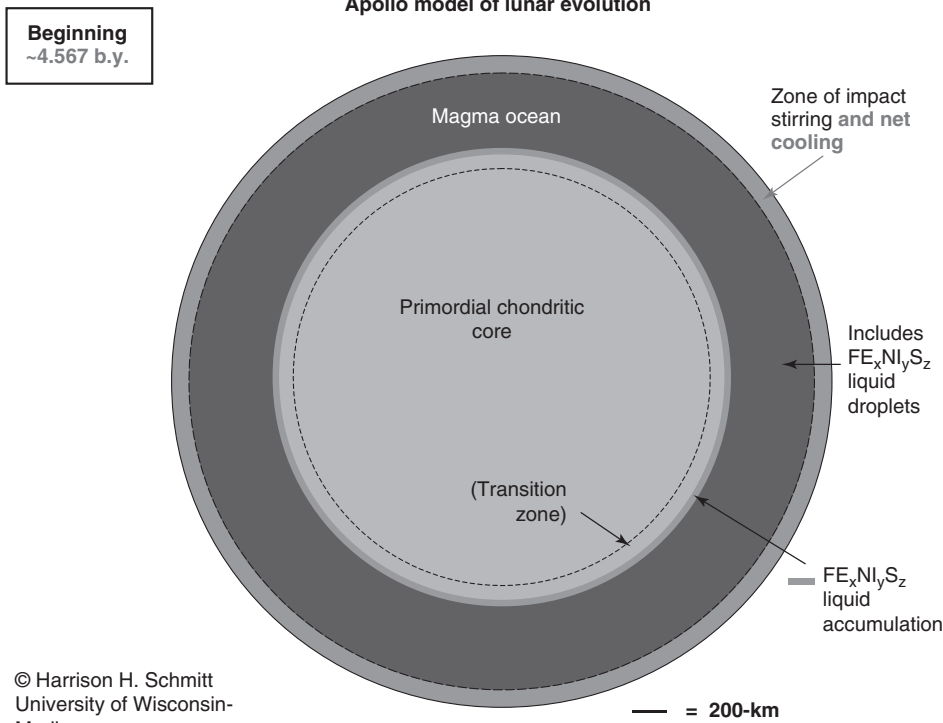 Apollo model of lunar evolution
Beginning
~4.567 b.y.
Magma ocean
Zone of impact
stirring and net
cooling
Primordial chondritic
core
Includes
FExNIySz
liquid
droplets
(Transition
zone)
FExNIySz
liquid
accumulation
© Harrison H. Schmitt
University of Wisconsin-
= 200-km